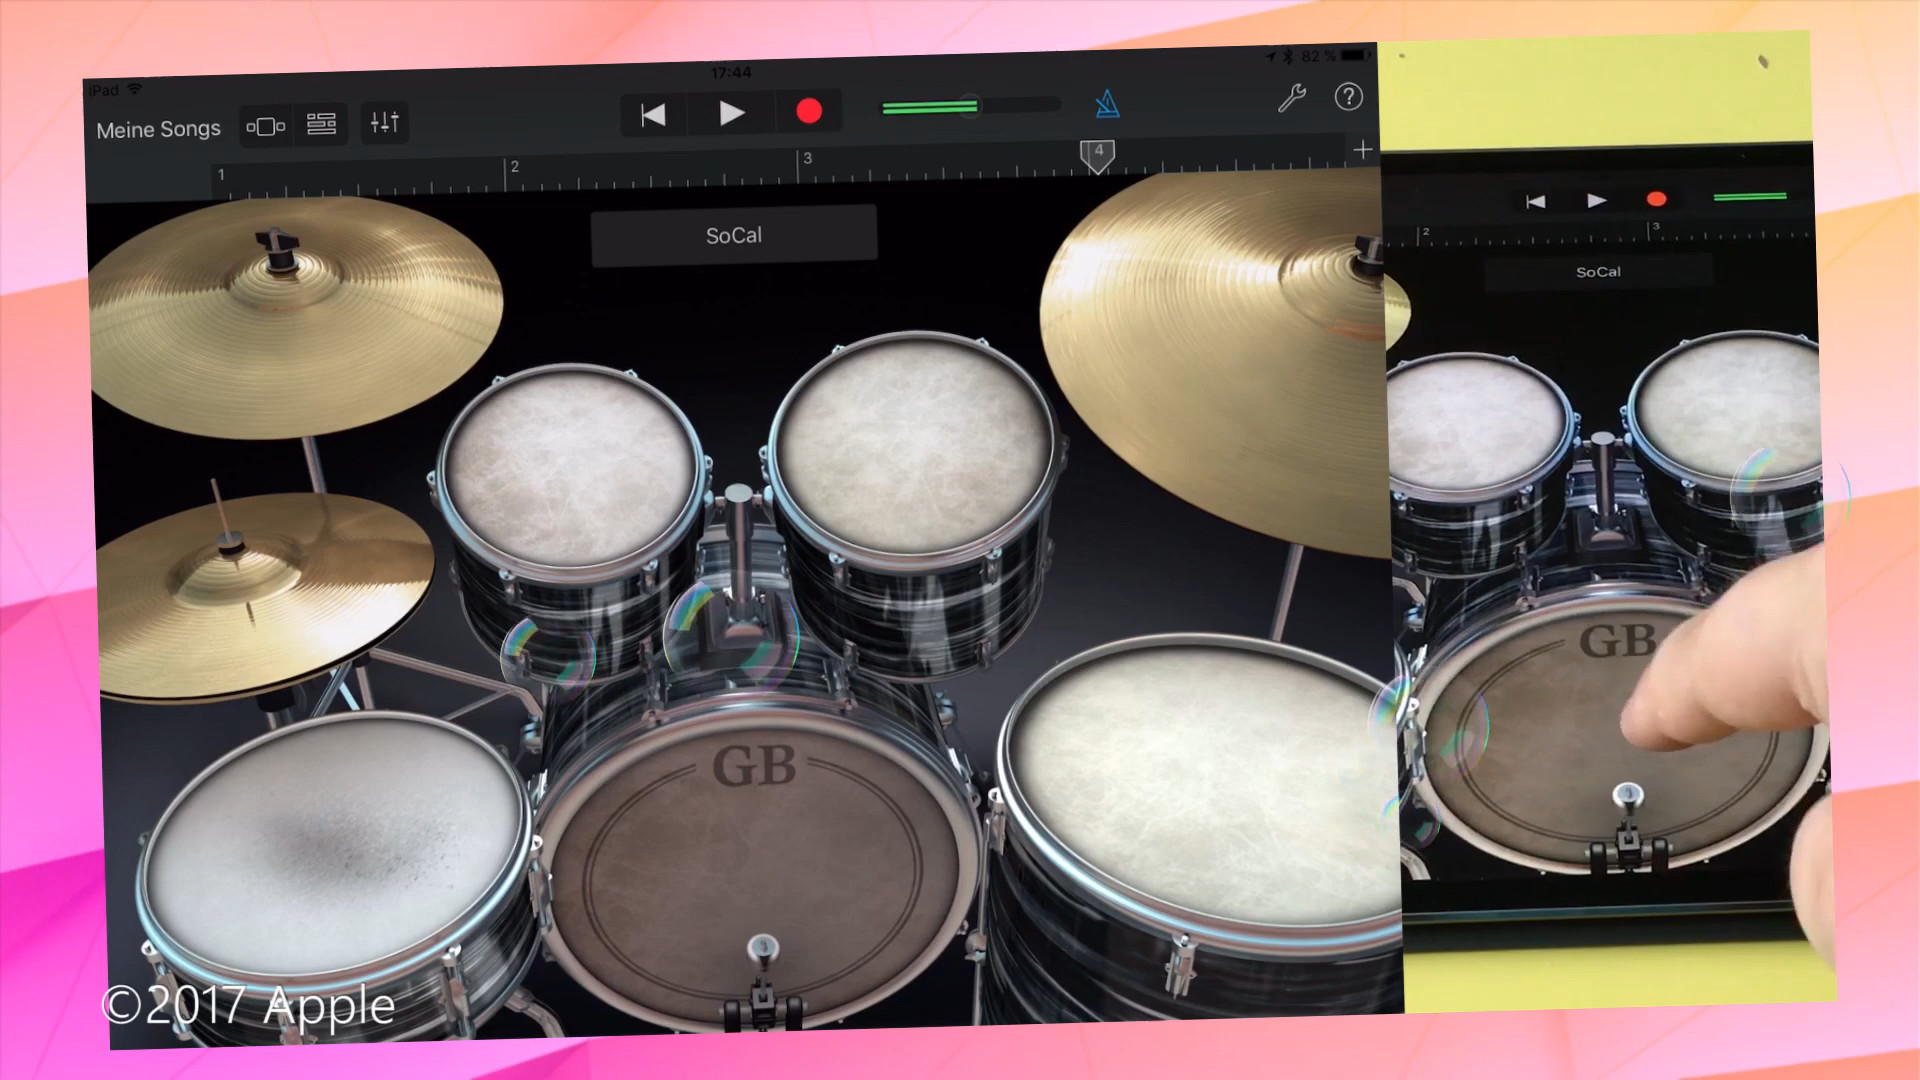 iPad
17:44
82 %
Meine Songs
1
2
3
4
SoCal
GB
2
3
SoCal
GB
©2017 Apple